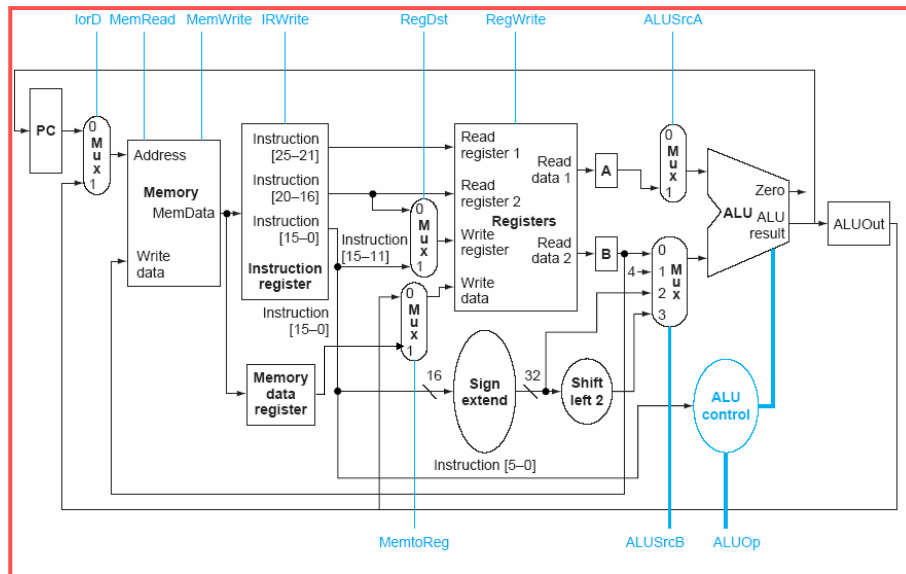 IorD MemRead MemWrite IRWrite RegDst RegWrite ALUSrcA
PC
0
M
u
x
1
Address
Memory
MemData
Write
data
Instruction
[25–21]
Instruction
[20–16]
Instruction
[15–0]
Instruction
register
Instruction
[15–0]
Memory
data
register
Instruction
[15–11]
0
M
u
x
1
0
M
u
x
1
Read
register 1
Read
register 2
Write
register
Write
data
Registers
Read
data 1
Read
data 2
16
Sign
extend
32
Shift
left 2
Instruction [5–0]
A
B
4
0
M
u
x
1
0
1
2
3
M
u
x
Zero
ALU
ALU
result
ALUOut
ALU
control
MemtoReg ALUSrcB ALUOp